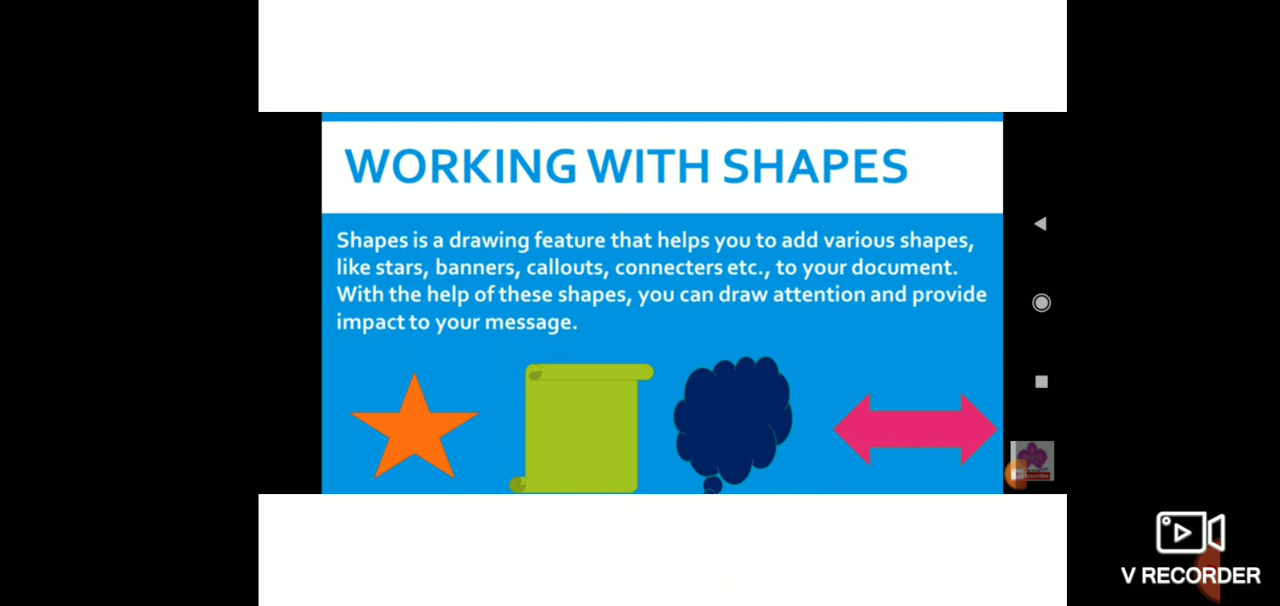 WORKING WITH SHAPES
Shapes is a drawing feature that helps you to add various shapes,
like stars, banners, callouts, connecters etc., to your document.
With the help of these shapes, you can draw attention and provide
impact to your message.
V RECORDER